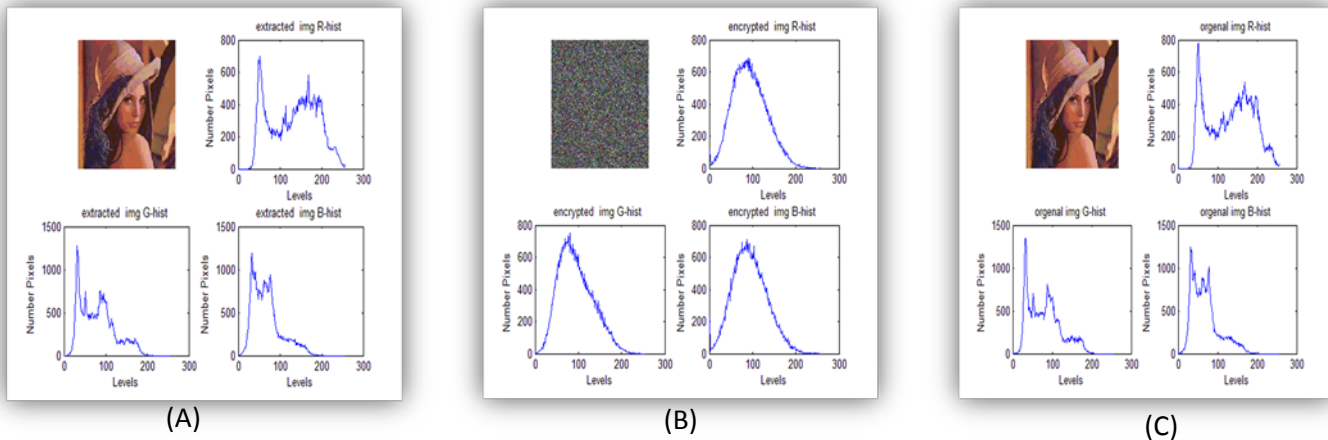 extracted img R-hist
800
600
400
200
0
0 100 200 300
Number Pixels
Levels
extracted img G-hist
1500
1000
500
0
0 100 200 300
Number Pixels
Levels
extracted img B-hist
1500
1000
500
0
0 100 200 300
Number Pixels
Levels
(A)
encrypted img R-hist
800
600
400
200
0
0 100 200 300
Number Pixels
Levels
encrypted img G-hist
800
600
400
200
0
0 100 200 300
Number Pixels
Levels
encrypted img B-hist
800
600
400
200
0
0 100 200 300
Number Pixels
Levels
(B)
orgenal img R-hist
800
600
400
200
0
0 100 200 300
Number Pixels
Levels
orgenal img G-hist
1500
1000
500
0
0 100 200 300
Number Pixels
Levels
orgenal img B-hist
1500
1000
500
0
0 100 200 300
Number Pixels
Levels
(C)